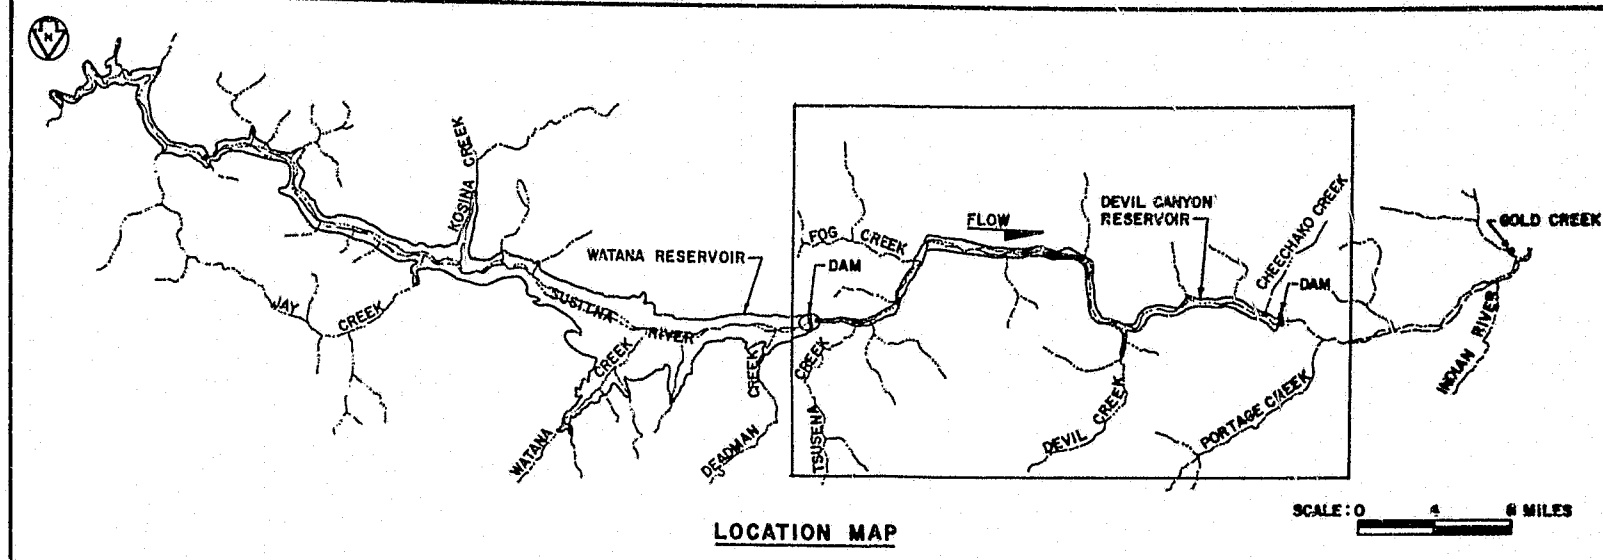 N
KOSINA CREEK
WATANA RESERVOIR
SUSITNA
RIVER
JAY
CREEK
WATANA
CREEK
DEADMAN
CREEK
TSUSENA
CREEK
DAM
FOG
CREEK
FLOW
DEVIL CANYON
RESERVOIR
CHEECHAKO CREEK
DAM
DEVIL CREEK
PORTAGE CREEK
GOLD CREEK
INDIAN RIVER
SCALE: 0 4 8 MILES
LOCATION MAP